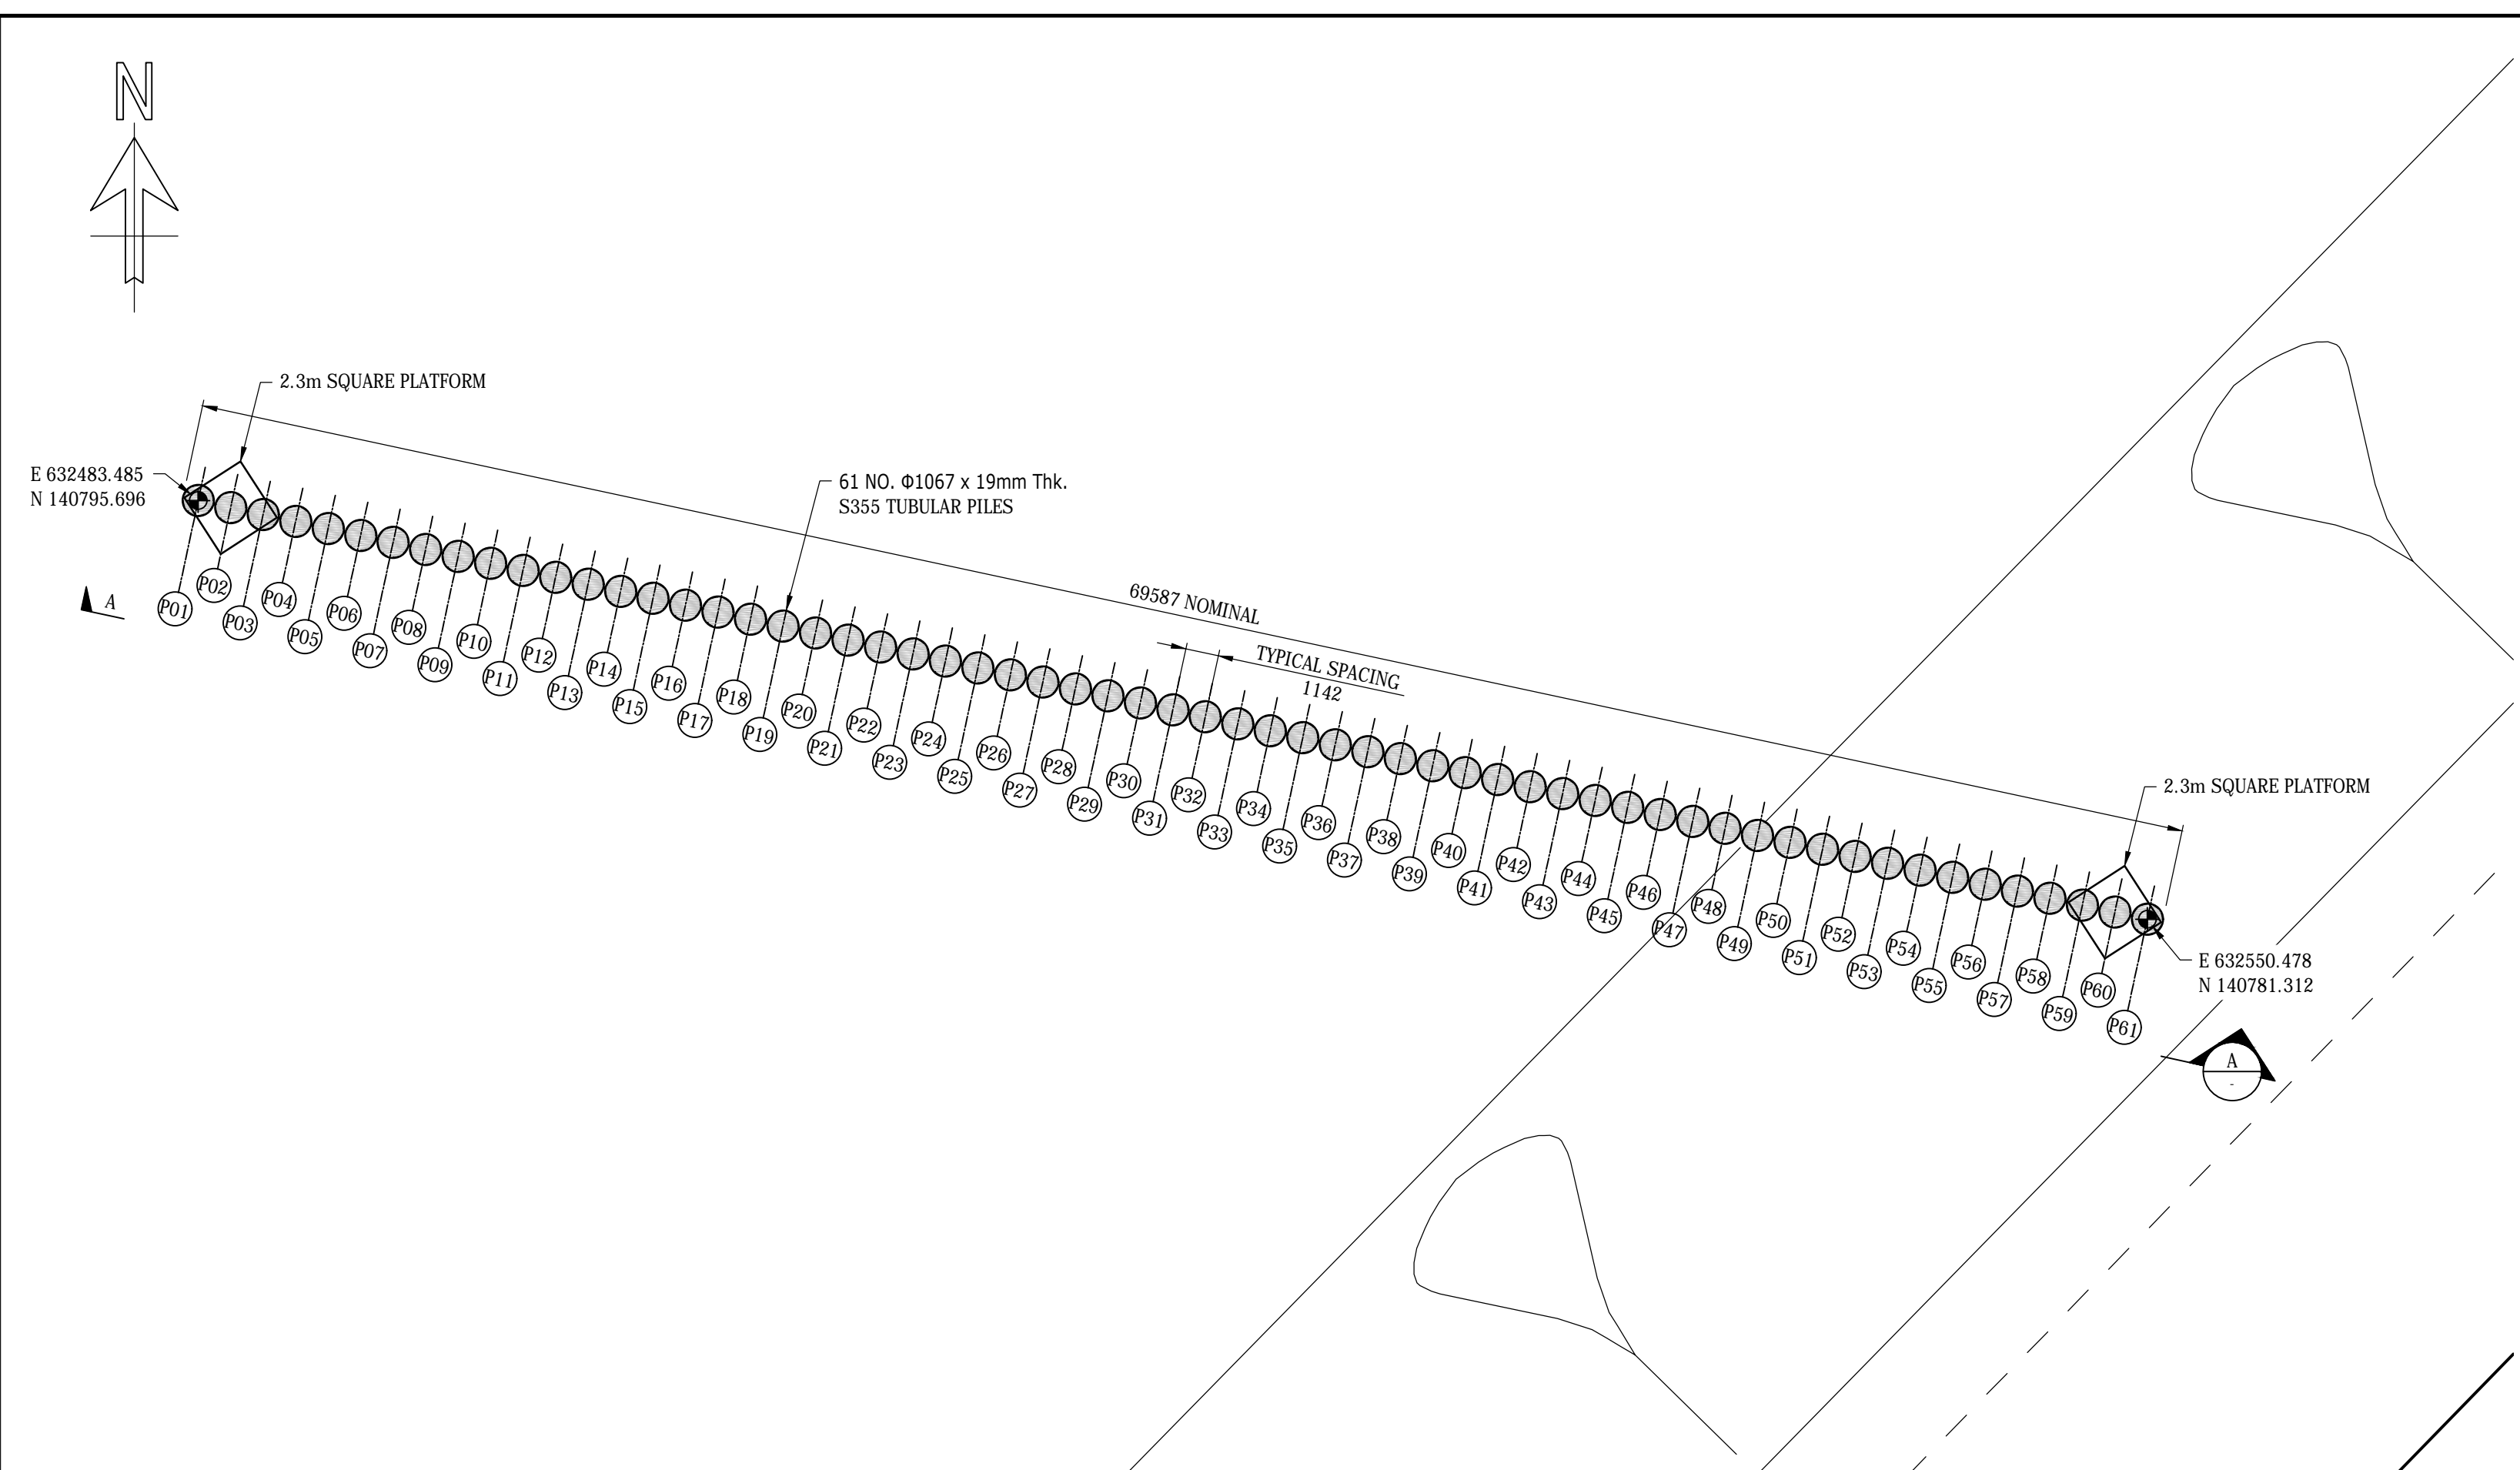 N
2.3m SQUARE PLATFORM
E 632483.485
N 140795.696
61 NO. Φ1067 x 19mm Thk.
S355 TUBULAR PILES
69587 NOMINAL
TYPICAL SPACING
1142
2.3m SQUARE PLATFORM
E 632550.478
N 140781.312
A
P01
P02
P03
P04
P05
P06
P07
P08
P09
P10
P11
P12
P13
P14
P15
P16
P17
P18
P19
P20
P21
P22
P23
P24
P25
P26
P27
P28
P29
P30
P31
P32
P33
P34
P35
P36
P37
P38
P39
P40
P41
P42
P43
P44
P45
P46
P47
P48
P49
P50
P51
P52
P53
P54
P55
P56
P57
P58
P59
P60
P61
A
-